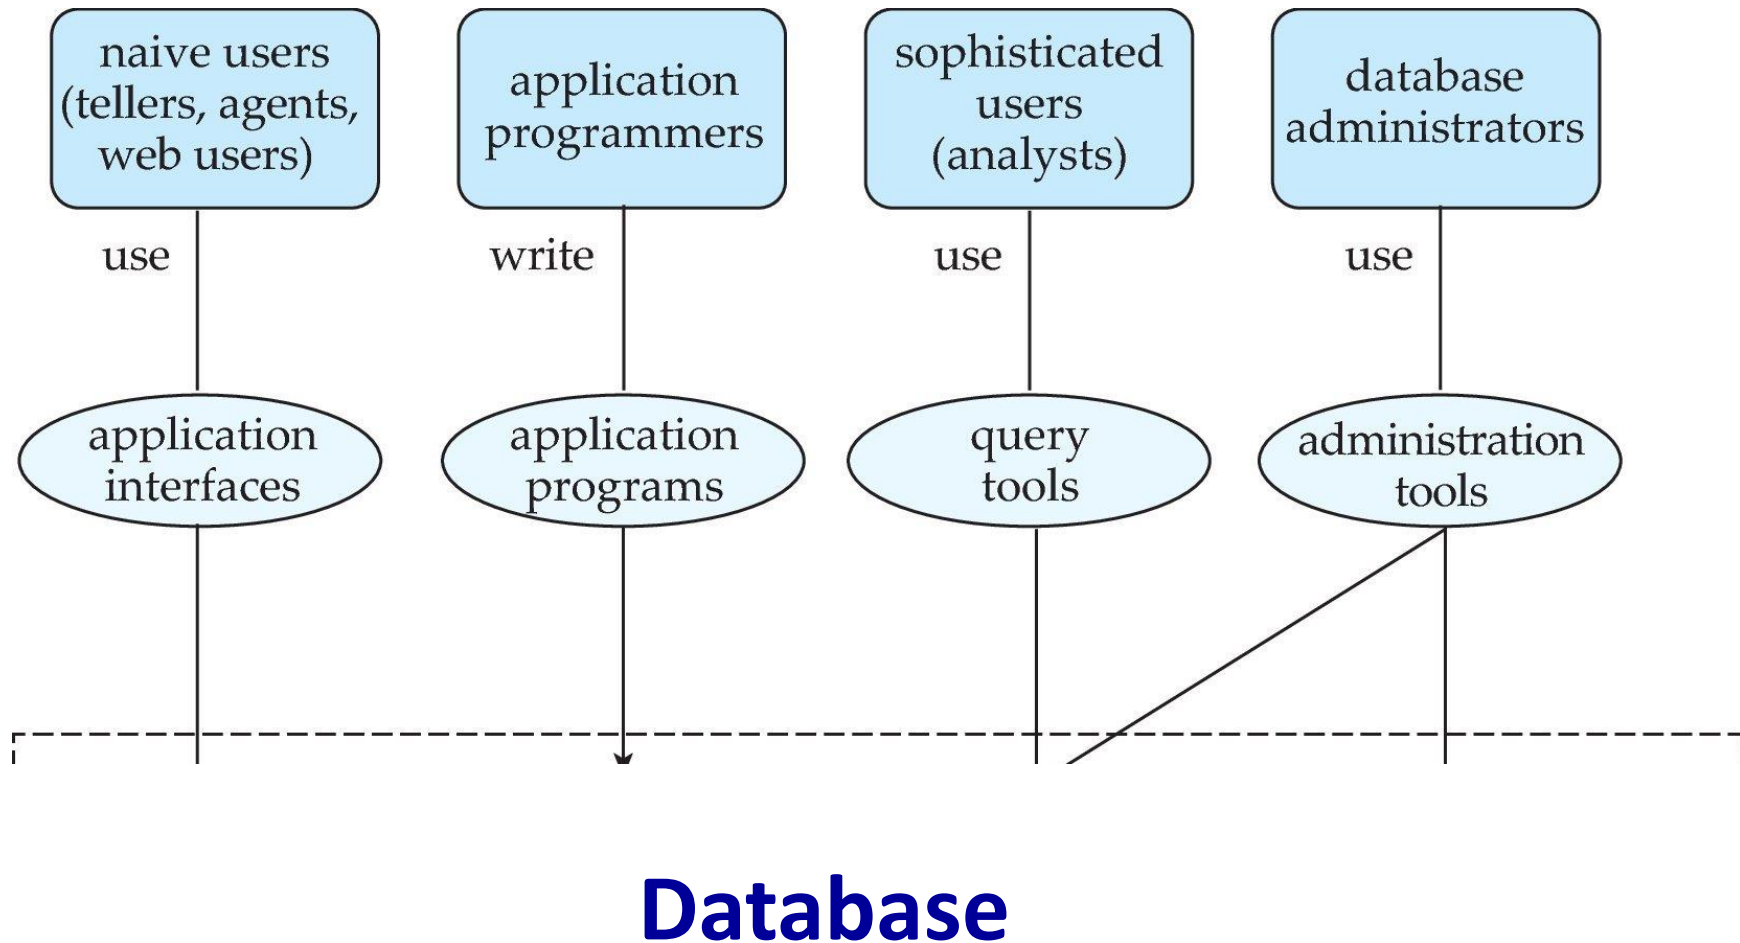 naive users
(tellers, agents,
web users)
application
programmers
sophisticated
users
(analysts)
database
administrators
use
write
use
use
application
interfaces
application
programs
query
tools
administration
tools
Database